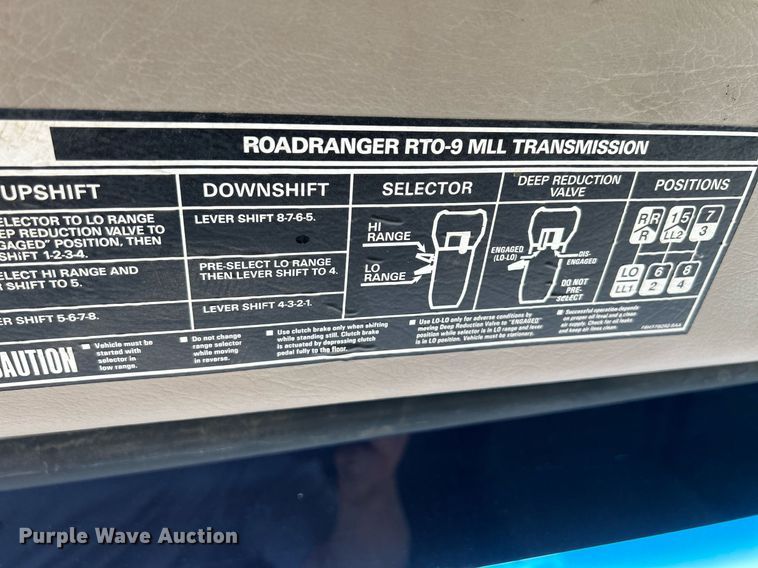 ROADRANGER RTO-9 MLL TRANSMISSION
UPSHIFT
ELECTOR TO LO RANGE
EP REDUCTION VALVE TO
GAGED" POSITION, THEN
SHIFT 1-2-3-4.
ELECT HI RANGE AND
R SHIFT TO 5.
R SHIFT 5-6-7-8.
DOWNSHIFT
LEVER SHIFT 8-7-6-5.
PRE-SELECT LO RANGE
THEN LEVER SHIFT TO 4.
LEVER SHIFT 4-3-2-1.
SELECTOR
HI
RANGE
LO
RANGE
DEEP REDUCTION
VALVE
ENGAGED
(LO-LO)
DIS-
ENGAGED
DO NOT
PRE-
SELECT
POSITIONS
RR 1 5 7
R LL2 3
LO 6 8
LL1 2 4
CAUTION
■ Vehicle must be
started with
selector in
low range.
■ Do not change
range selector
while moving
in reverse.
■ Use clutch brake only when shifting
while standing still. Clutch brake
is actuated by depressing clutch
pedal fully to the floor.
■ Use LO-LO only for adverse conditions by
moving Deep Reduction Valve to "ENGAGED"
position while selector is in LO range and lever
is in LO position. Vehicle must be stationary.
■ Successful operation depends
on proper oil level and a clean
air supply. Check for oil leaks
and keep air lines clean.
Purple Wave Auction